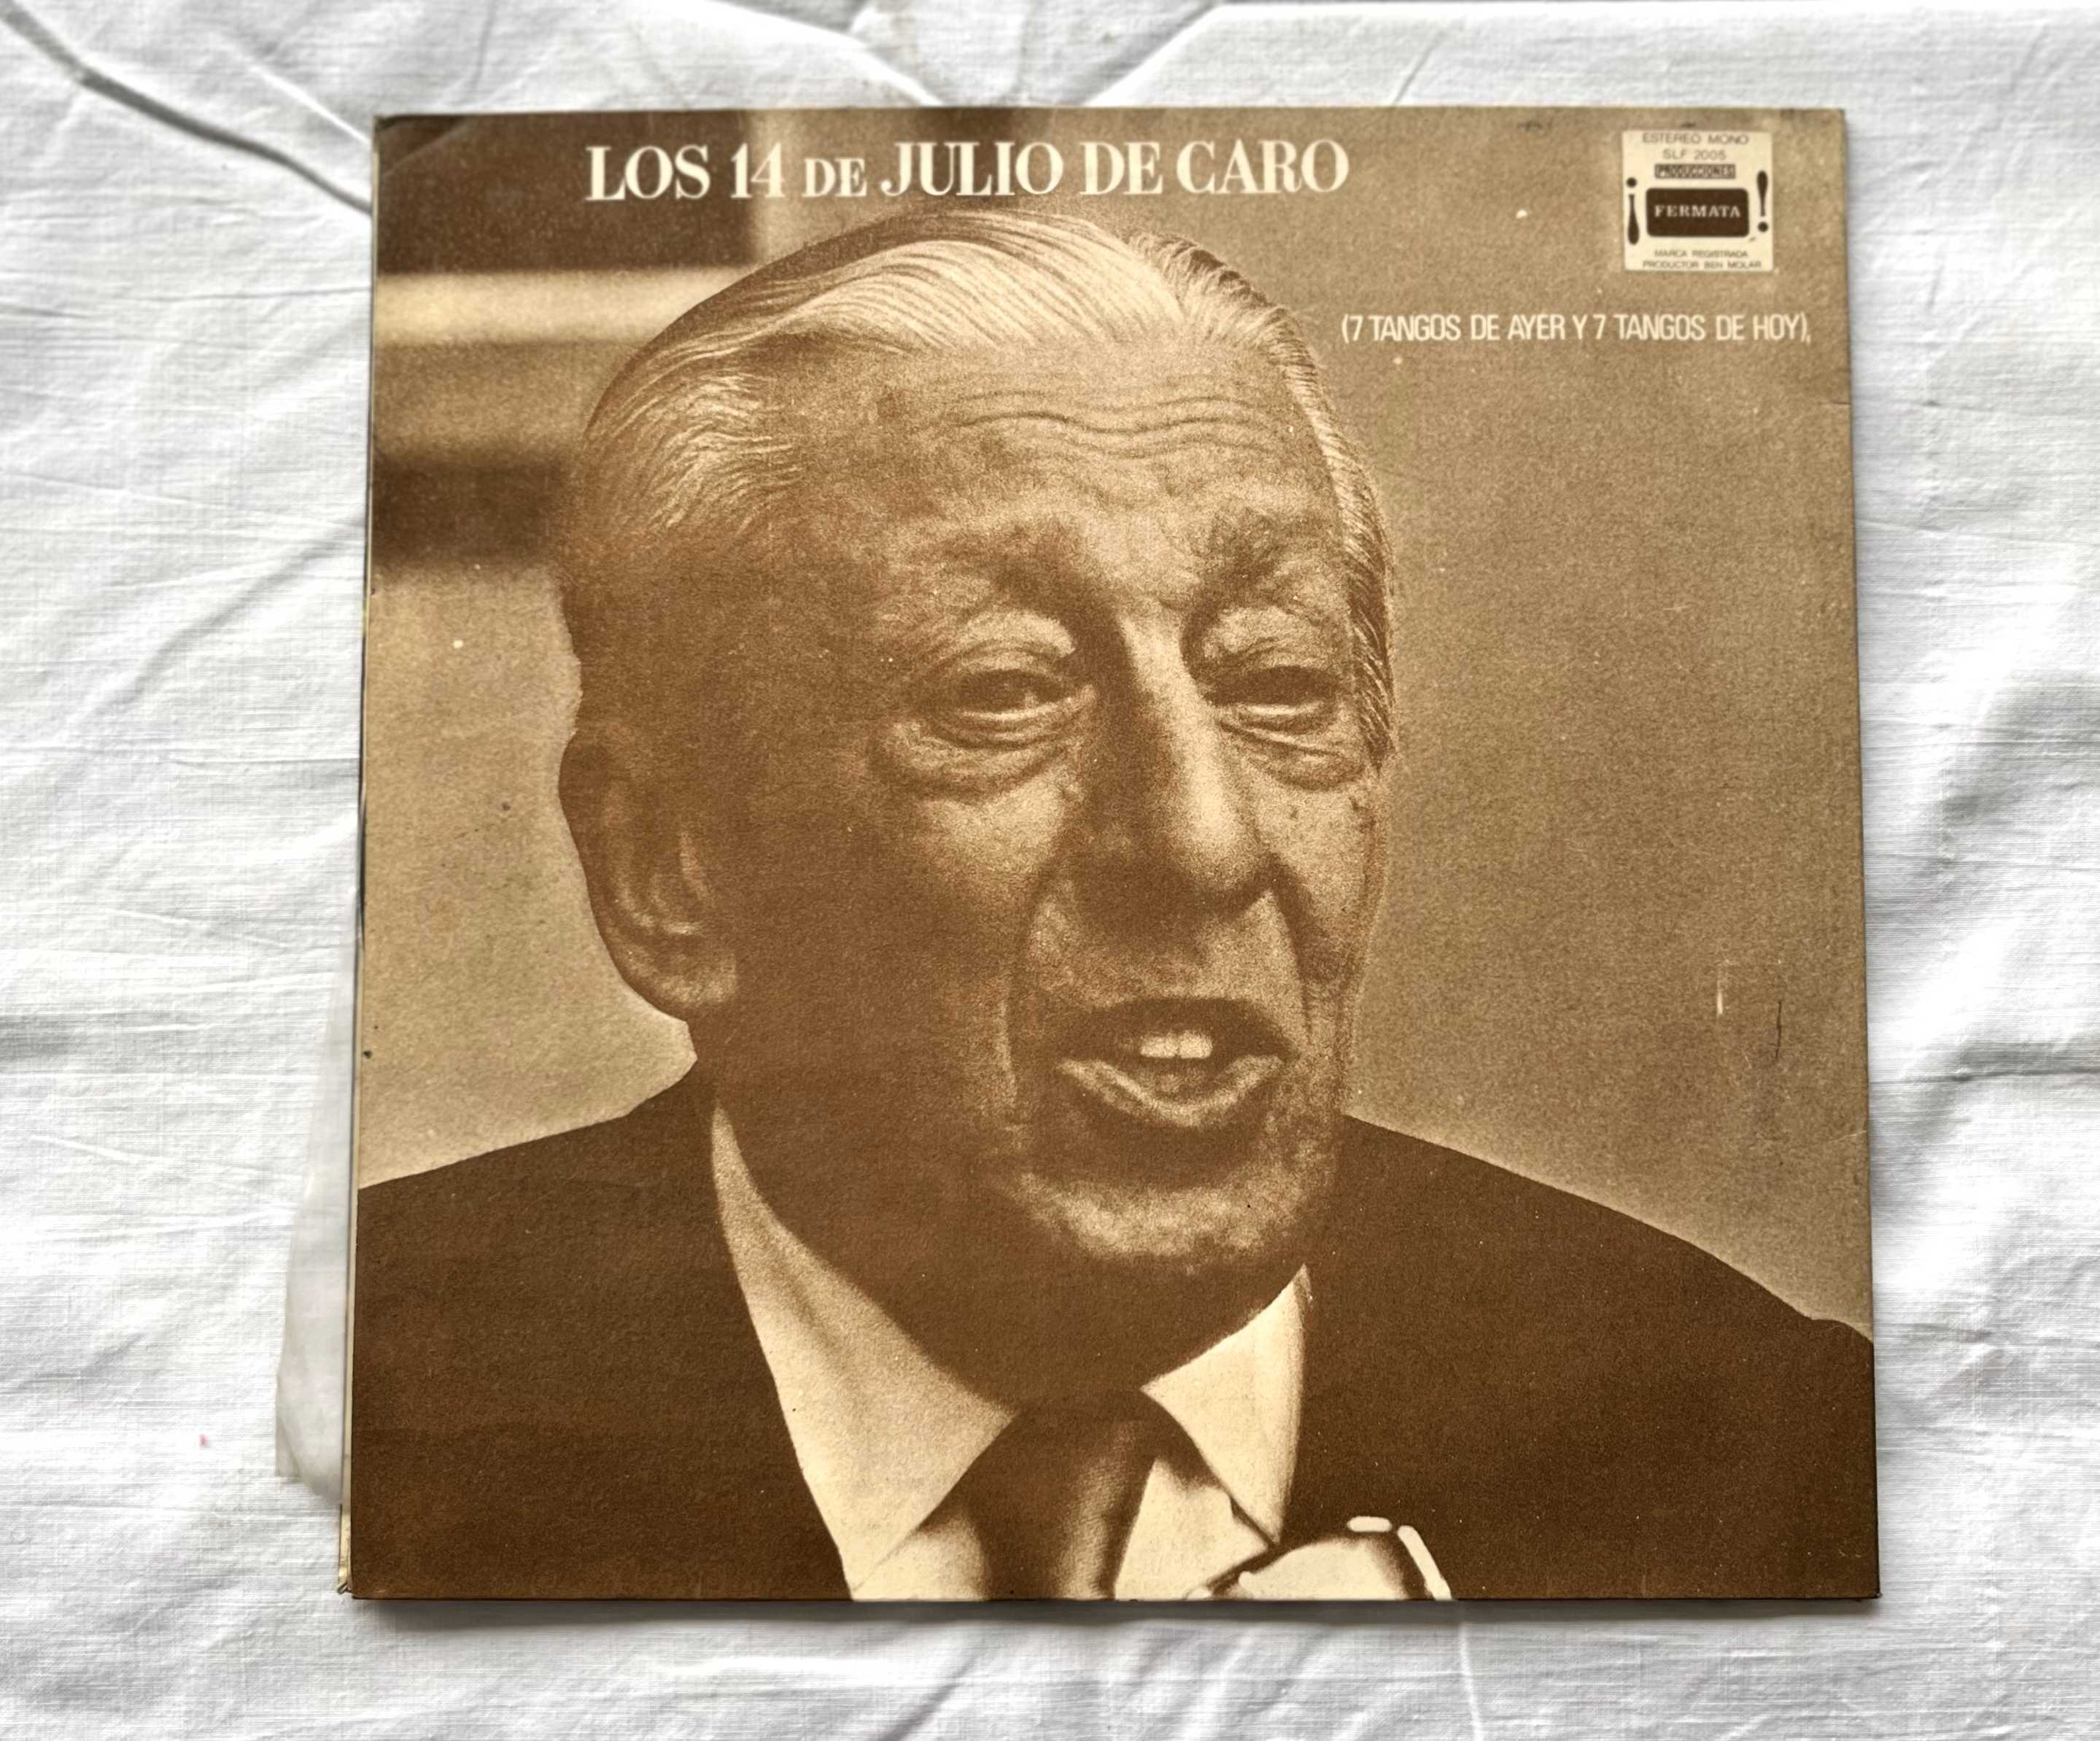 LOS 14 DE JULIO DE CARO
ESTEREO MONO
SLF 2005
PRODUCCIONES
¡FERMATA!
MARCA REGISTRADA
PRODUCTOR BEN MOLAR
(7 TANGOS DE AYER Y 7 TANGOS DE HOY),